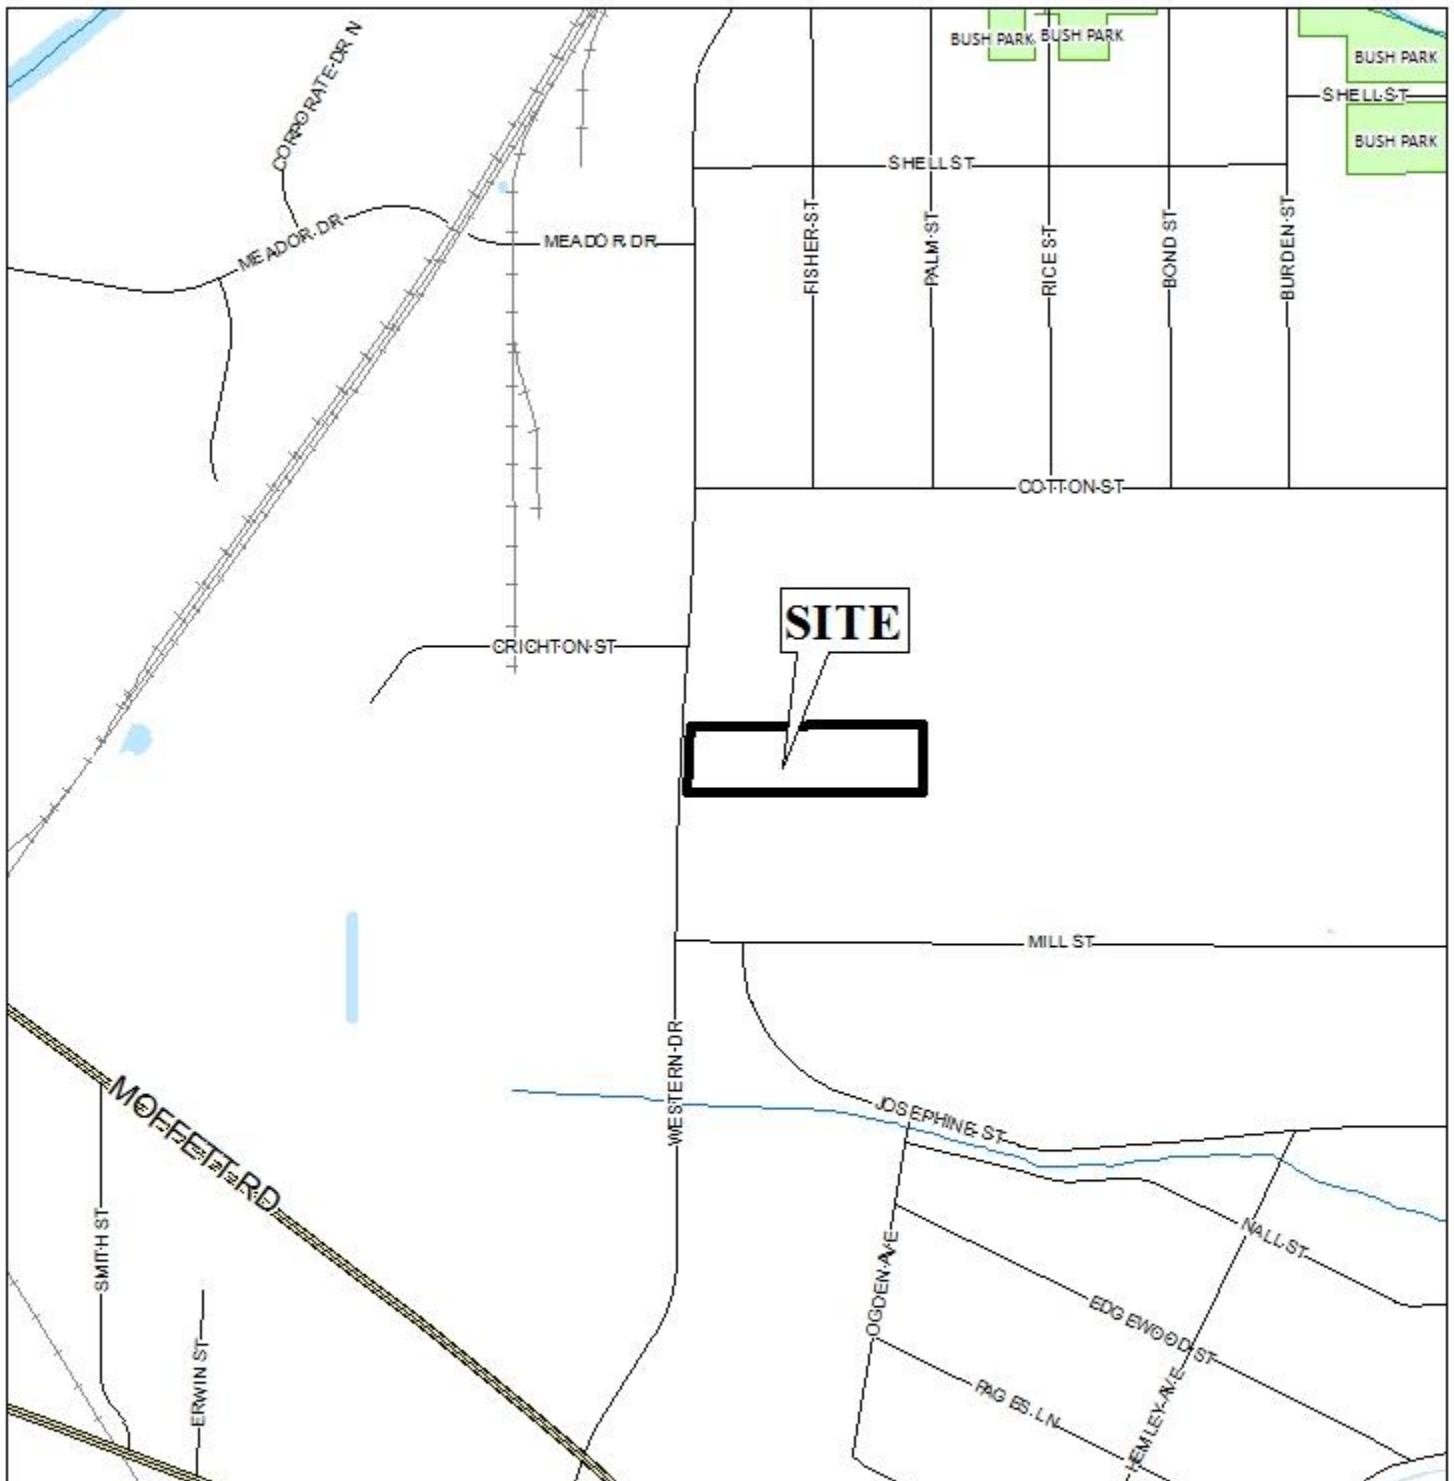 CORPORATE DR N
BUSH PARK
BUSH PARK
BUSH PARK
SHELL ST
BUSH PARK
SHELL ST
MEADOR DR
MEADOR DR
FISHER ST
PALM ST
RICE ST
BOND ST
BURDEN ST
COTTON ST
SITE
CRICHTON ST
MILL ST
WESTERN DR
MOFFETT RD
JOSEPHINE ST
SMITH ST
NALL ST
OGDEN AVE
EDGEWOOD ST
ERWIN ST
PAGES LN
HEMLEY AVE